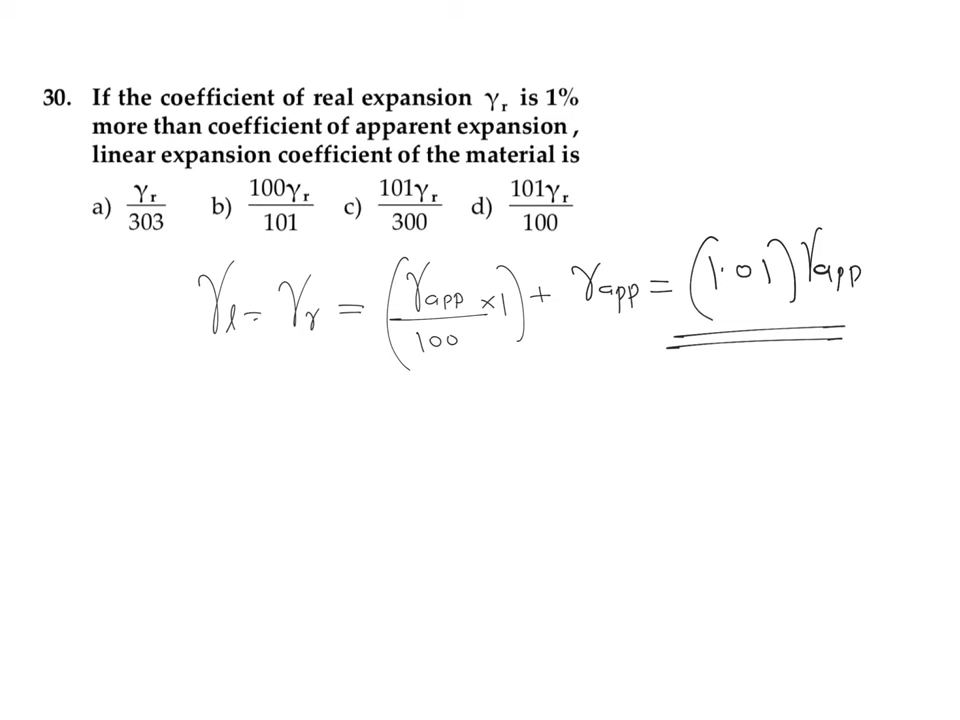 30. If the coefficient of real expansion γᵣ is 1%
more than coefficient of apparent expansion ,
linear expansion coefficient of the material is
a) γᵣ/303 b) 100γᵣ/101 c) 101γᵣ/300 d) 101γᵣ/100
γₗ = γᵣ = (γapp/100 ×1) + γapp = (1.01)γapp